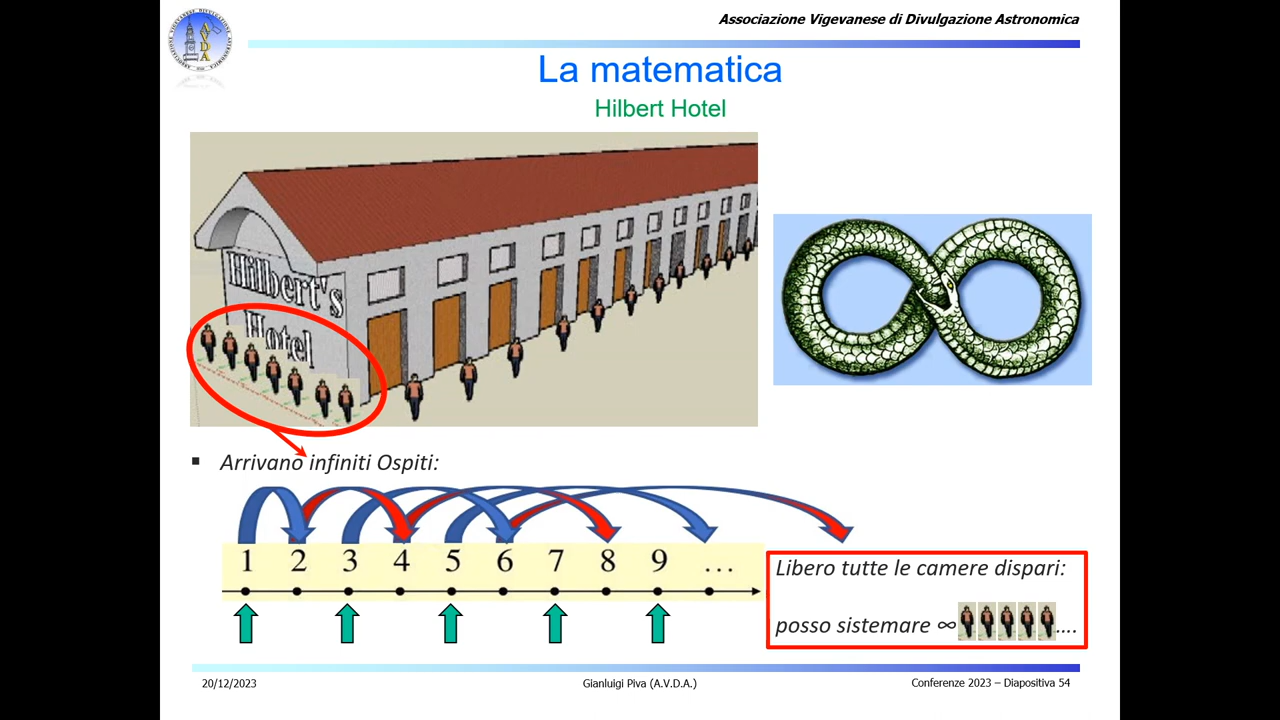 Associazione Vigevanese di Divulgazione Astronomica
AVDA
La matematica
Hilbert Hotel
Hilbert's
Hotel
Arrivano infiniti Ospiti:
1 2 3 4 5 6 7 8 9 ...
Libero tutte le camere dispari:
posso sistemare ∞ ....
20/12/2023
Gianluigi Piva (A.V.D.A.)
Conferenze 2023 – Diapositiva 54